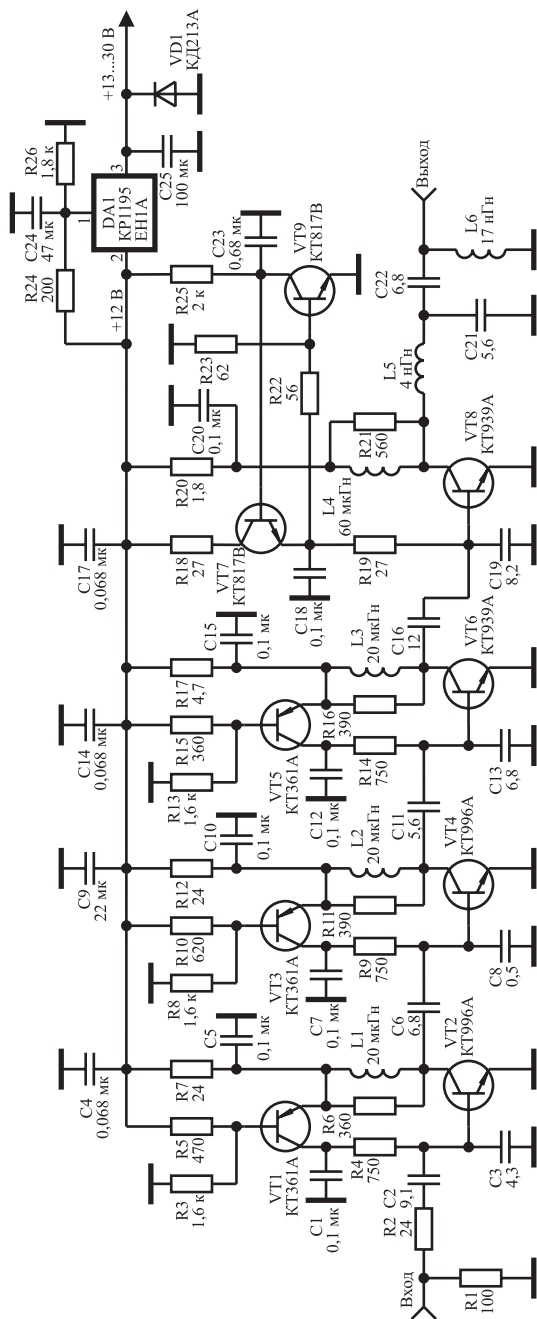 Вход
R1
100
R2
24
C2
9,1
C3
4,3
R3
1,6 к
R5
470
VT1
КТ361А
C1
0,1 мк
R4
750
R6
360
VT2
КТ996А
C4
0,068 мк
R7
24
C5
0,1 мк
L1
20 мкГн
C6
6,8
C8
0,5
R8
1,6 к
R10
620
VT3
КТ361А
C7
0,1 мк
R9
750
R11
390
VT4
КТ996А
C9
22 мк
R12
24
C10
0,1 мк
L2
20 мкГн
C11
5,6
C13
6,8
R13
1,6 к
R15
360
VT5
КТ361А
C12
0,1 мк
R14
750
R16
390
VT6
КТ939А
C14
0,068 мк
R17
4,7
C15
0,1 мк
L3
20 мкГн
C16
12
C17
0,068 мк
R18
27
VT7
КТ817В
C18
0,1 мк
R19
27
C19
8,2
R20
1,8
C20
0,1 мк
L4
60 мкГн
R21
560
VT8
КТ939А
R23
62
R22
56
+12 В
R25
2 к
C23
0,68 мк
VT9
КТ817В
L5
4 нГн
C21
5,6
C22
6,8
L6
17 нГн
Выход
R24
200
C24
47 мк
R26
1,8 к
1
2
3
DA1
КР1195
ЕН1А
C25
100 мк
+13...30 В
VD1
КД213А